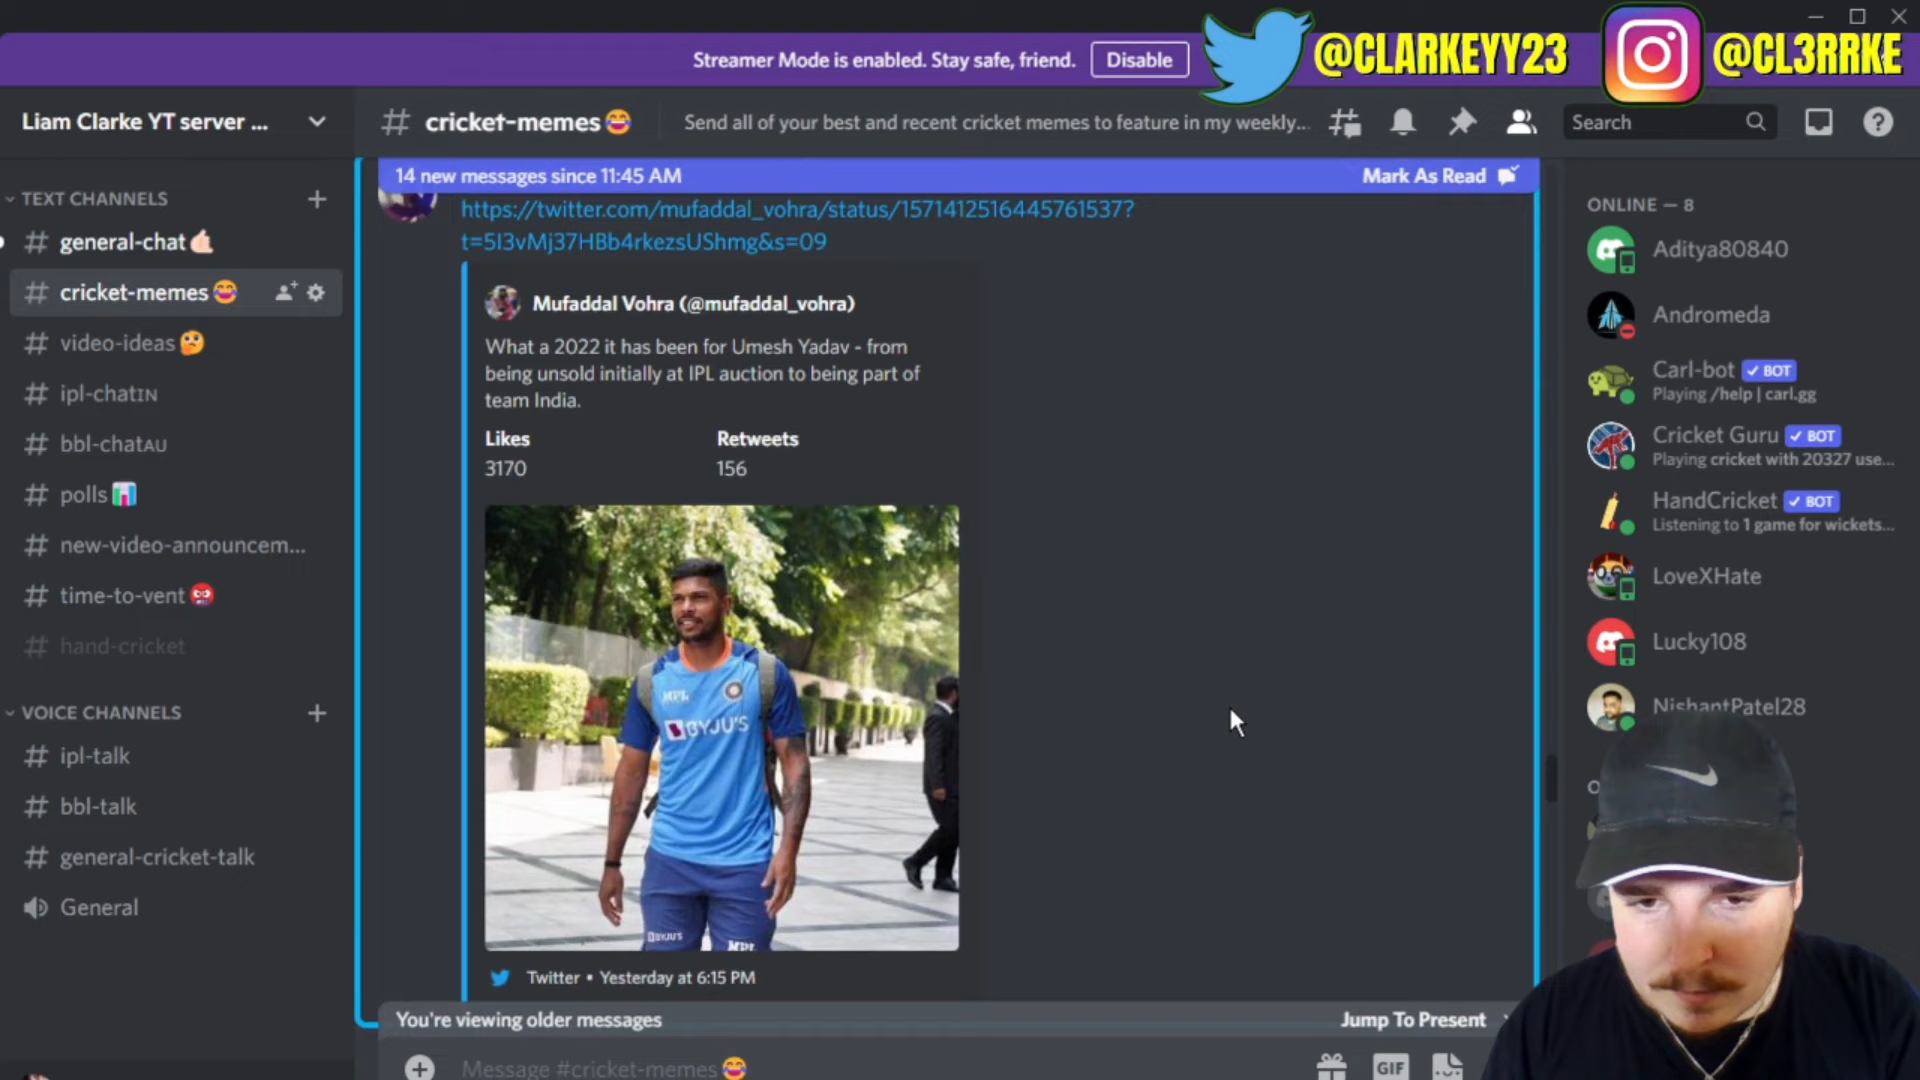 Streamer Mode is enabled. Stay safe, friend.
Disable
@CLARKEYY23
@CL3RRKE
Liam Clarke YT server ...
# cricket-memes😂
Send all of your best and recent cricket memes to feature in my weekly...
Search
TEXT CHANNELS
# general-chat🤙🏻
# cricket-memes😂
# video-ideas🤔
# ipl-chatIN
# bbl-chatAU
# polls📊
# new-video-announcem...
# time-to-vent👹
# hand-cricket
VOICE CHANNELS
# ipl-talk
# bbl-talk
# general-cricket-talk
General
14 new messages since 11:45 AM
Mark As Read
https://twitter.com/mufaddal_vohra/status/1571412516445761537?
t=5I3vMj37HBb4rkezsUShmg&s=09
Mufaddal Vohra (@mufaddal_vohra)
What a 2022 it has been for Umesh Yadav - from
being unsold initially at IPL auction to being part of
team India.
Likes
Retweets
3170
156
MPL
BYJU'S
BYJU'S
MPL
Twitter • Yesterday at 6:15 PM
You're viewing older messages
Jump To Present
Message #cricket-memes😂
GIF
ONLINE — 8
Aditya80840
Andromeda
Carl-bot ✓ BOT
Playing /help | carl.gg
Cricket Guru ✓ BOT
Playing cricket with 20327 use...
HandCricket ✓ BOT
Listening to 1 game for wickets...
LoveXHate
Lucky108
NishantPatel28